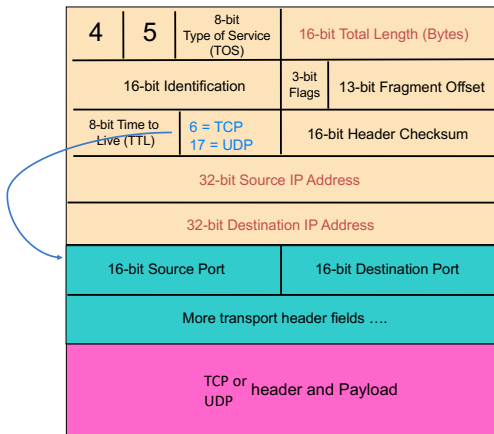 4 5 8-bit
Type of Service
(TOS)
16-bit Total Length (Bytes)
16-bit Identification
3-bit
Flags
13-bit Fragment Offset
8-bit Time to
Live (TTL)
6 = TCP
17 = UDP
16-bit Header Checksum
32-bit Source IP Address
32-bit Destination IP Address
16-bit Source Port
16-bit Destination Port
More transport header fields ….
TCP or
UDP
header and Payload